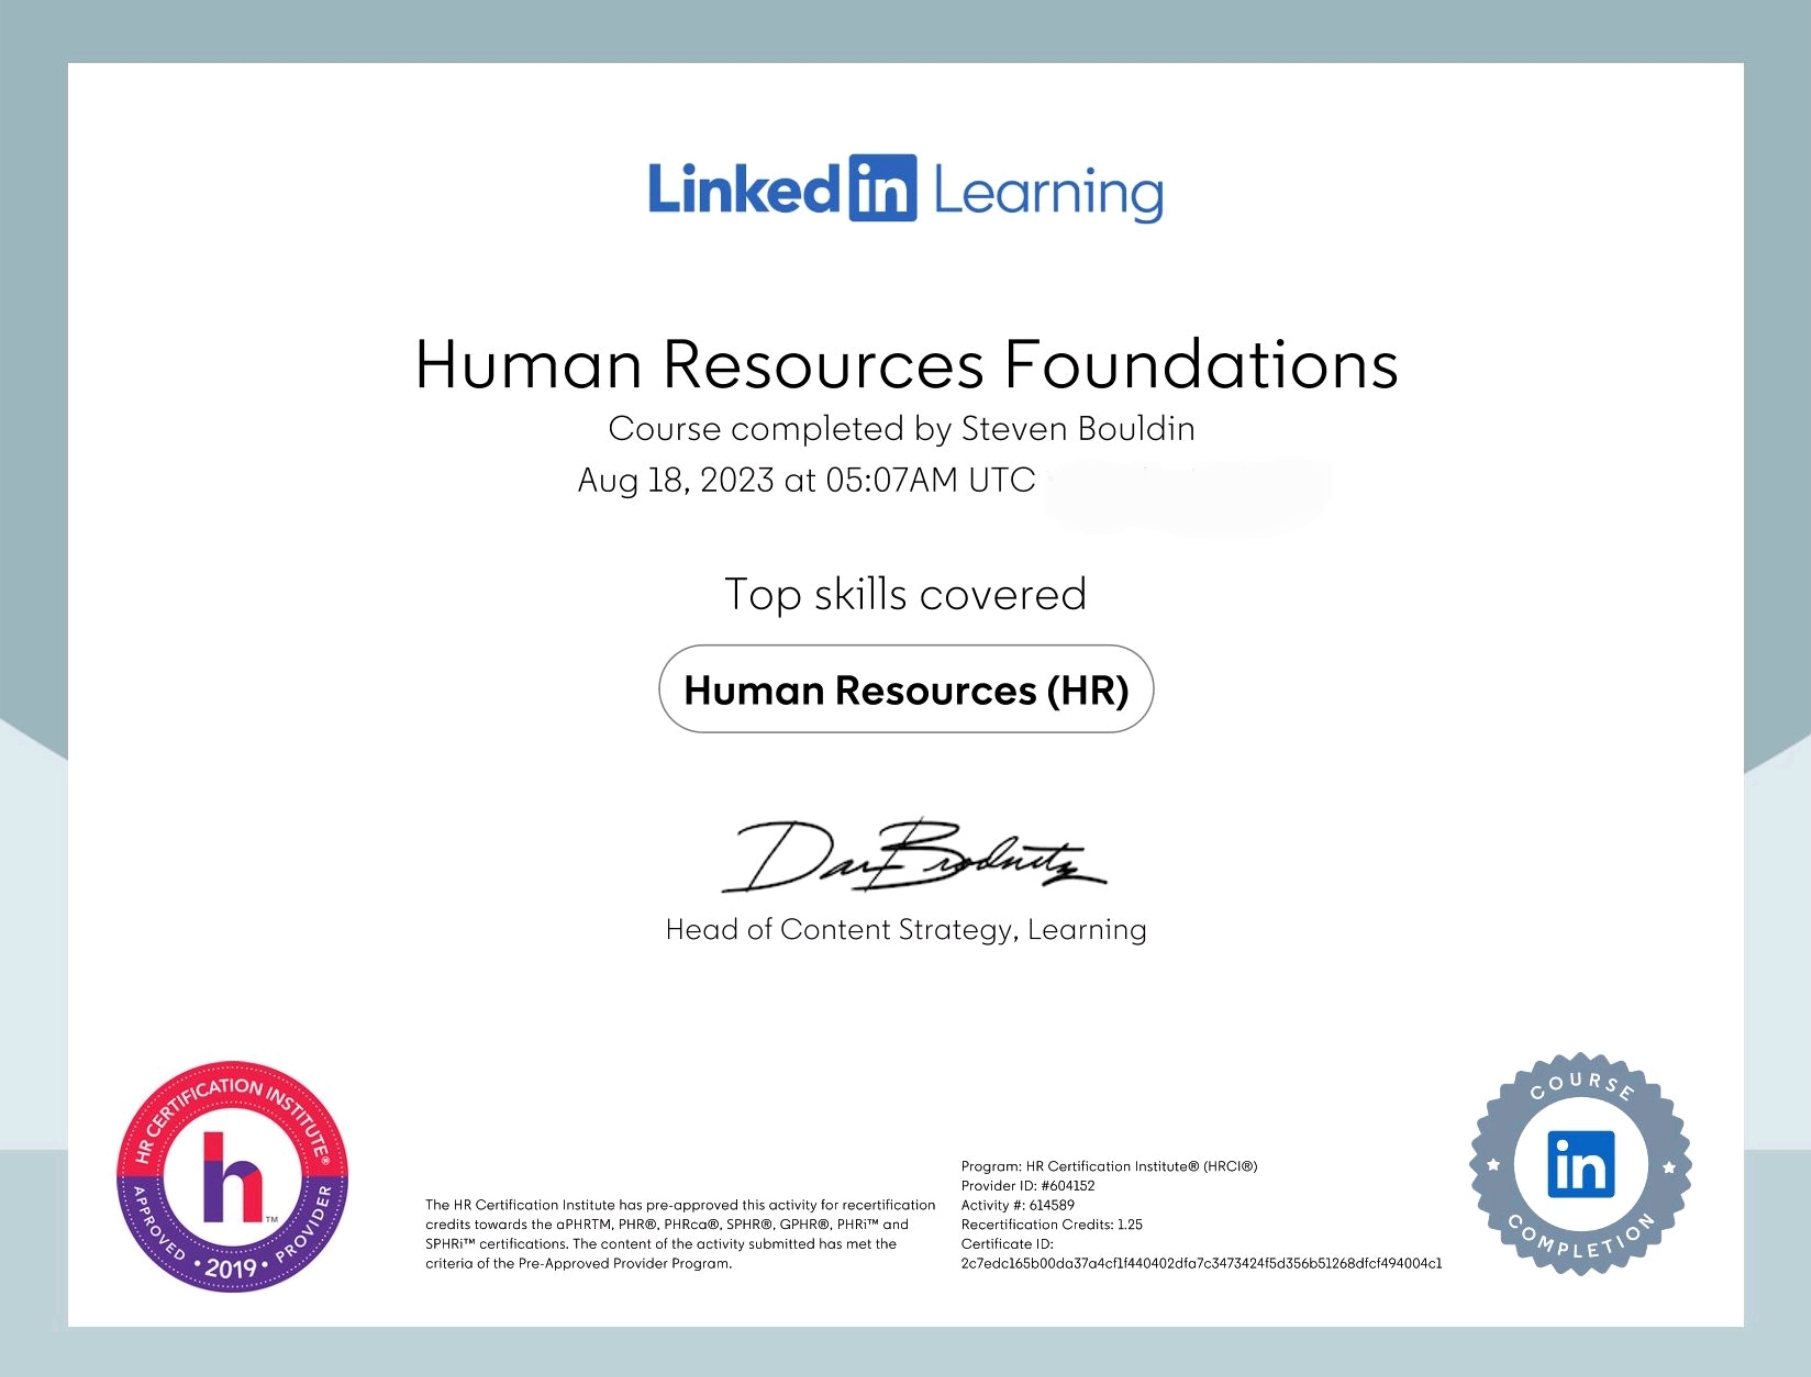 Linked in Learning
Human Resources Foundations
Course completed by Steven Bouldin
Aug 18, 2023 at 05:07AM UTC
Top skills covered
Human Resources (HR)
Dan Brodnitz
Head of Content Strategy, Learning
HR CERTIFICATION INSTITUTE®
h™
APPROVED • 2019 • PROVIDER
The HR Certification Institute has pre-approved this activity for recertification
credits towards the aPHRTM, PHR®, PHRca®, SPHR®, GPHR®, PHRi™ and
SPHRi™ certifications. The content of the activity submitted has met the
criteria of the Pre-Approved Provider Program.
Program: HR Certification Institute® (HRCI®)
Provider ID: #604152
Activity #: 614589
Recertification Credits: 1.25
Certificate ID:
2c7edc165b00da37a4cf1f440402dfa7c3473424f5d356b51268dfcf494004c1
COURSE
in
COMPLETION